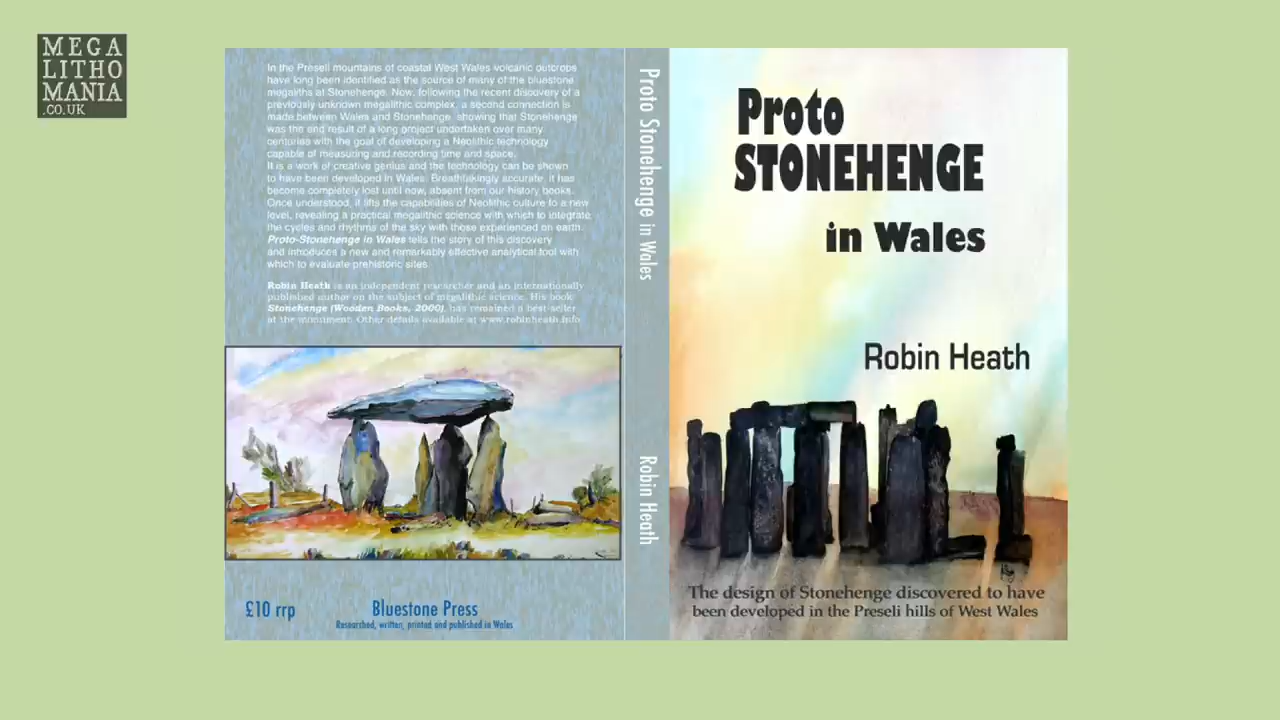 MEGA
LITHO
MANIA
.CO.UK
In the Preseli mountains of coastal West Wales volcanic outcrops
have long been identified as the source of many of the bluestone
megaliths at Stonehenge. Now, following the recent discovery of a
previously unknown megalithic complex, a second connection is
made between Wales and Stonehenge, showing that Stonehenge
was the end result of a long project undertaken over many
centuries with the goal of developing a Neolithic technology
capable of measuring and recording time and space.
It is a work of creative genius and the technology can be shown
to have been developed in Wales. Breathtakingly accurate, it has
become completely lost until now, absent from our history books.
Once understood, it lifts the capabilities of Neolithic culture to a new
level, revealing a practical megalithic science with which to integrate
the cycles and rhythms of the sky with those experienced on earth.
Proto-Stonehenge in Wales tells the story of this discovery
and introduces a new and remarkably effective analytical tool with
which to evaluate prehistoric sites.
Robin Heath is an independent researcher and an internationally
published author on the subject of megalithic science. His book
Stonehenge (Wooden Books, 2000), has remained a best-seller
at the monument. Other details available at www.robinheath.info
£10 rrp
Bluestone Press
Researched, written, printed and published in Wales
Proto Stonehenge in Wales
Robin Heath
Proto
STONEHENGE
in Wales
Robin Heath
The design of Stonehenge discovered to have
been developed in the Preseli hills of West Wales